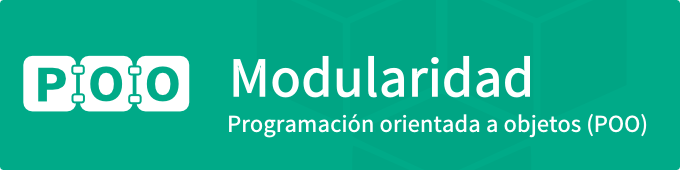 POO
Modularidad
Programación orientada a objetos (POO)